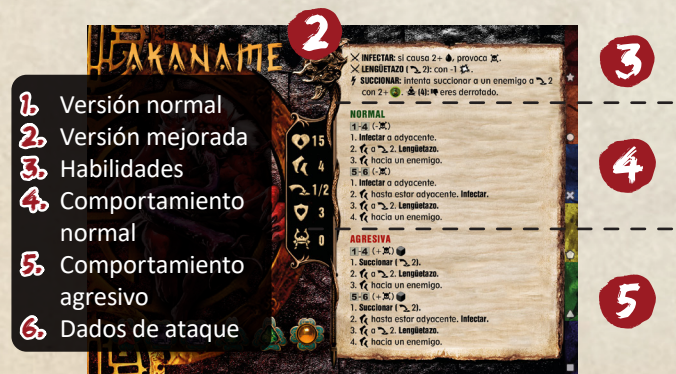 AKANAME
2
INFECTAR: si causa 2+, provoca.
LENGÜETAZO (2): con -1.
SUCCIONAR: intenta succionar a un enemigo a 2
con 2+. (4): eres derrotado.
3
1. Versión normal
2. Versión mejorada
3. Habilidades
4. Comportamiento
normal
5. Comportamiento
agresivo
6. Dados de ataque
15
4
1/2
3
0
NORMAL
1-4 (-)
1. Infectar a adyacente.
2. a 2. Lengüetazo.
3. hacia un enemigo.
5-6 (-)
1. Infectar a adyacente.
2. hasta estar adyacente. Infectar.
3. a 2. Lengüetazo.
4. hacia un enemigo.
4
AGRESIVA
1-4 (+)
1. Succionar (2).
2. a 2. Lengüetazo.
3. hacia un enemigo.
5-6 (+)
1. Succionar (2).
2. hasta estar adyacente. Infectar.
3. a 2. Lengüetazo.
4. hacia un enemigo.
5